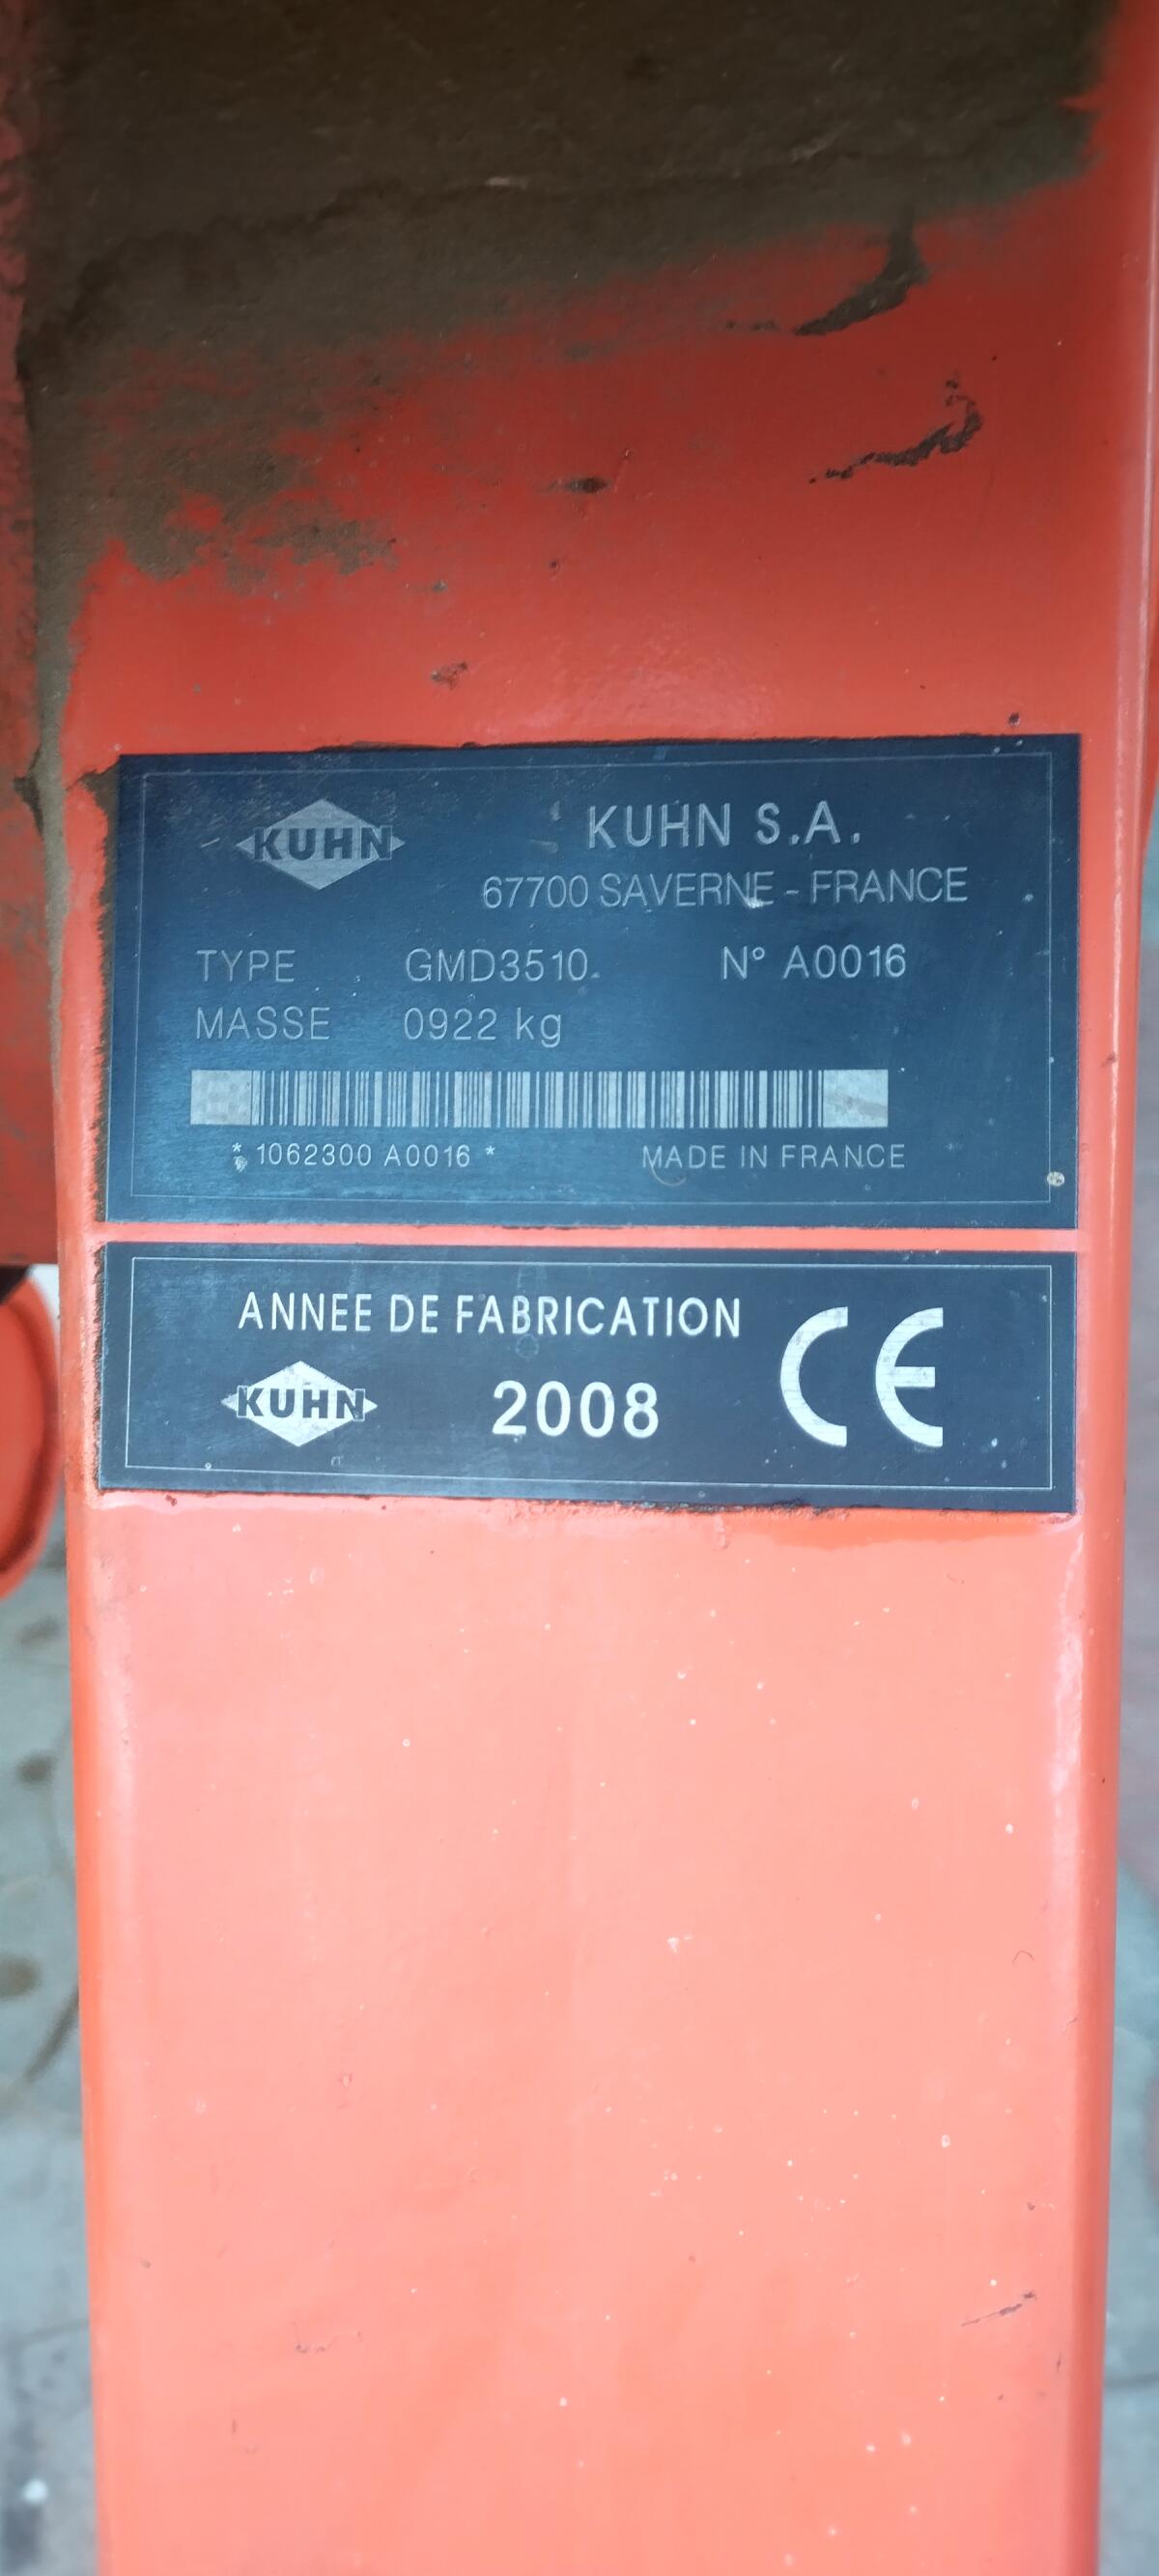 KUHN
KUHN S.A.
67700 SAVERNE - FRANCE
TYPE GMD3510 N° A0016
MASSE 0922 kg
* 1062300 A0016 * MADE IN FRANCE
ANNEE DE FABRICATION
KUHN 2008 CE